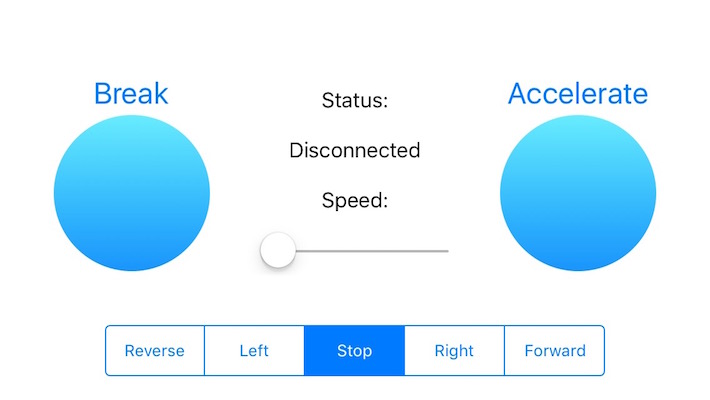 Break
Status:
Accelerate
Disconnected
Speed:
Reverse Left Stop Right Forward